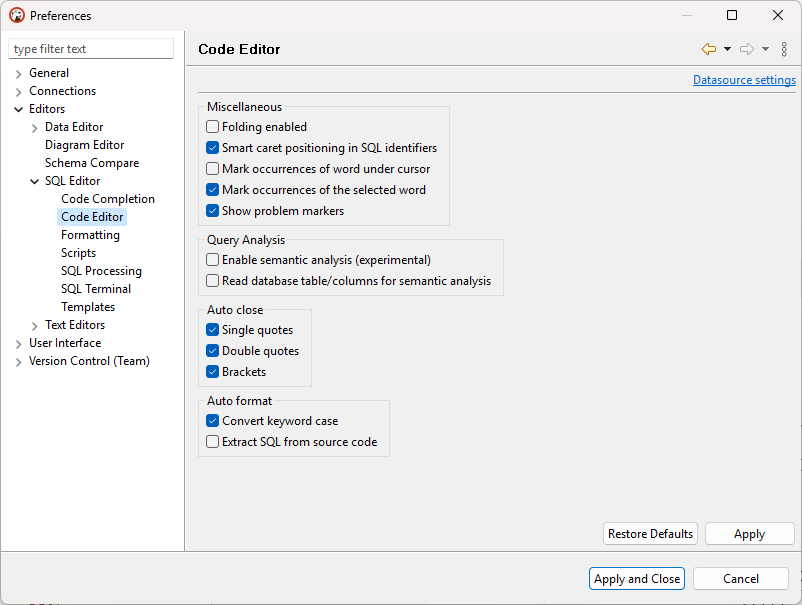 Preferences
type filter text
General
Connections
Editors
Data Editor
Diagram Editor
Schema Compare
SQL Editor
Code Completion
Code Editor
Formatting
Scripts
SQL Processing
SQL Terminal
Templates
Text Editors
User Interface
Version Control (Team)
Code Editor
Datasource settings
Miscellaneous
Folding enabled
Smart caret positioning in SQL identifiers
Mark occurrences of word under cursor
Mark occurrences of the selected word
Show problem markers
Query Analysis
Enable semantic analysis (experimental)
Read database table/columns for semantic analysis
Auto close
Single quotes
Double quotes
Brackets
Auto format
Convert keyword case
Extract SQL from source code
Restore Defaults
Apply
Apply and Close
Cancel